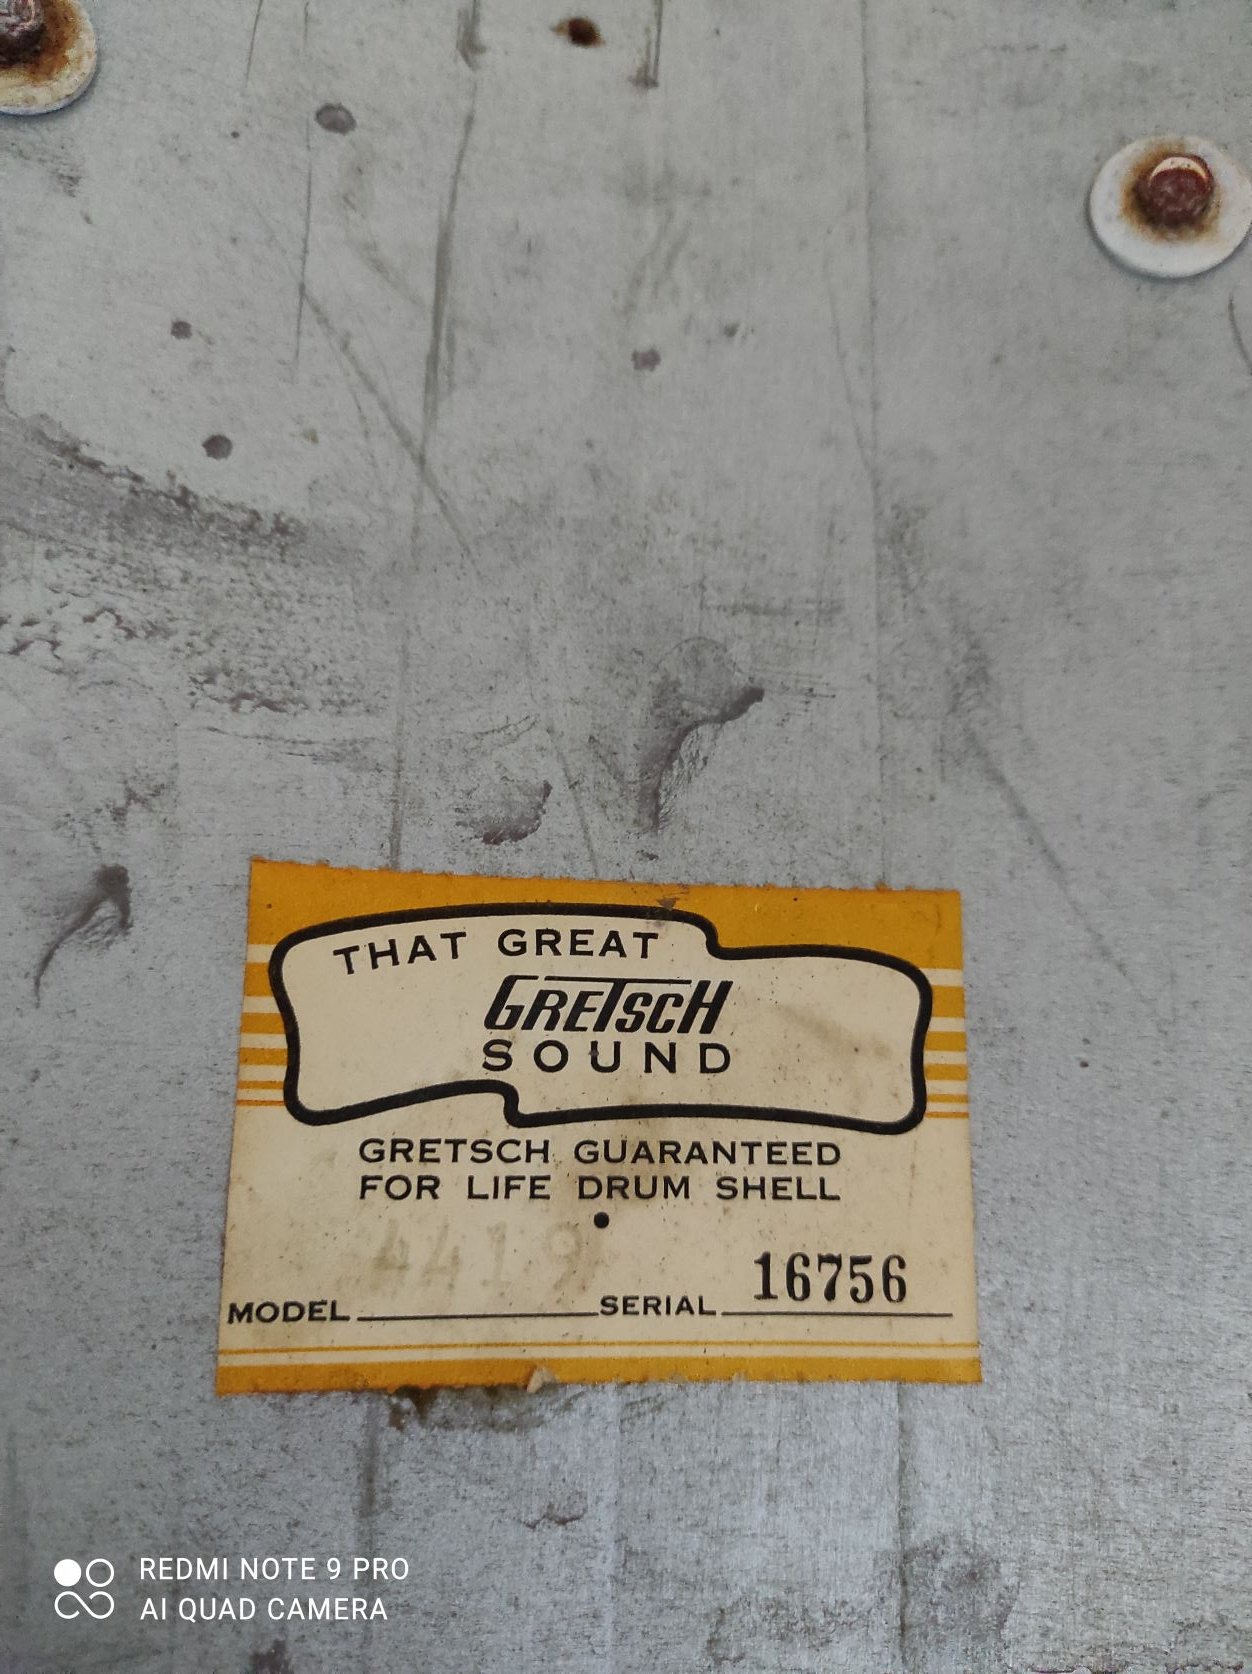 THAT GREAT
GRETSCH
SOUND
GRETSCH GUARANTEED
FOR LIFE DRUM SHELL
4419 16756
MODEL SERIAL
REDMI NOTE 9 PRO
AI QUAD CAMERA